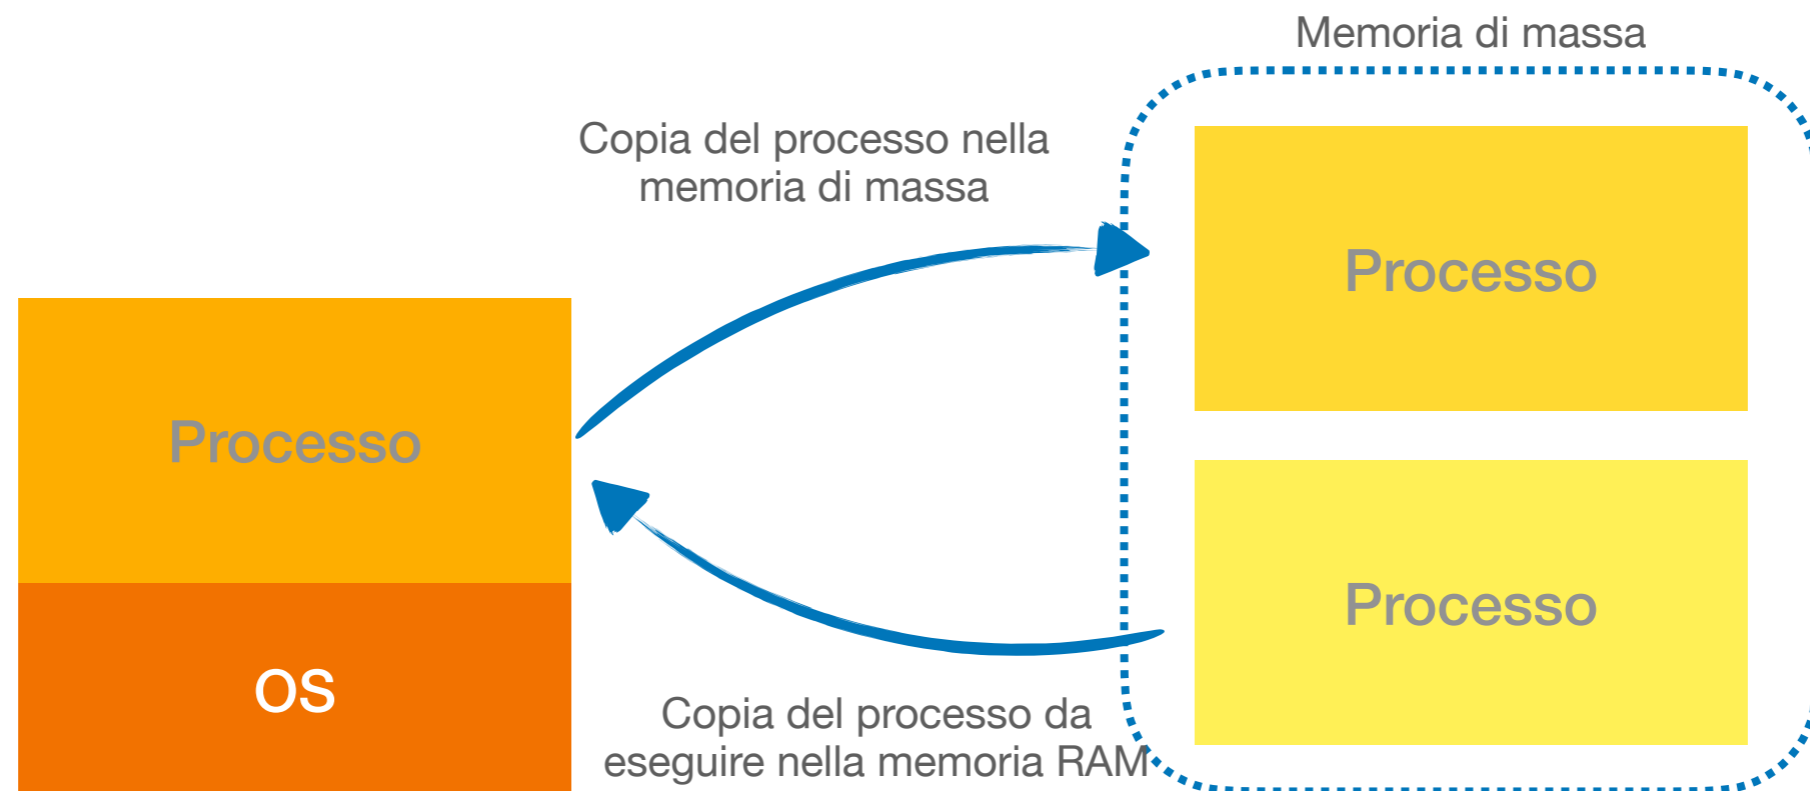 Memoria di massa
Copia del processo nella
memoria di massa
Processo
Processo
Processo
OS
Copia del processo da
eseguire nella memoria RAM